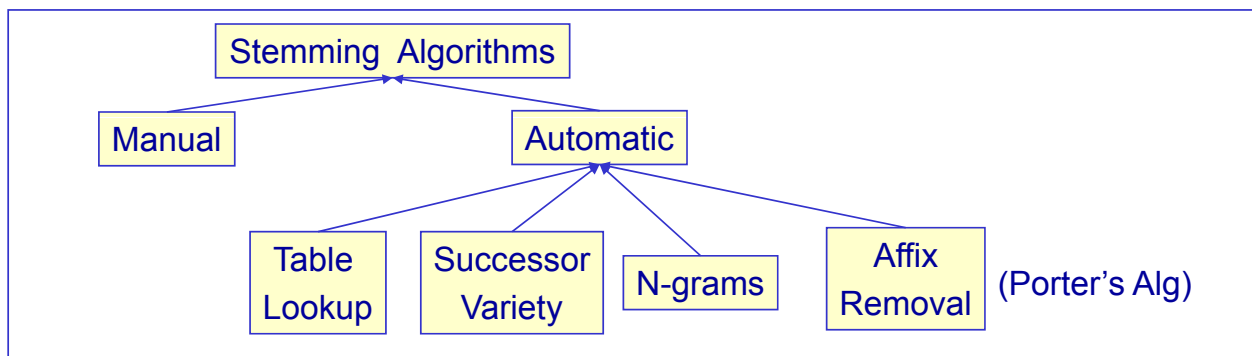 Stemming Algorithms
Manual
Automatic
Table
Lookup
Successor
Variety
N-grams
Affix
Removal
(Porter’s Alg)